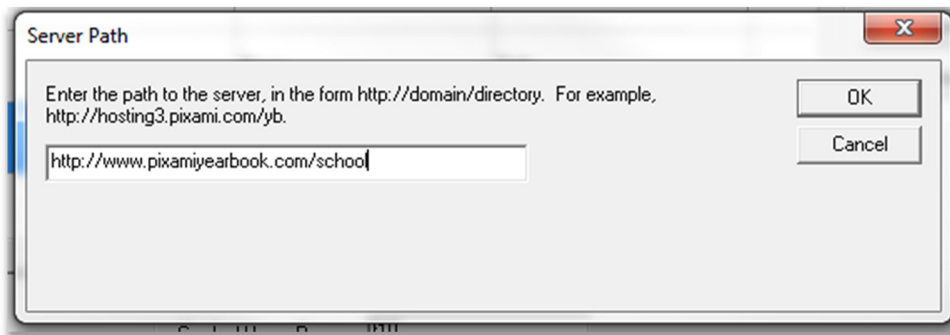 Server Path
Enter the path to the server, in the form http://domain/directory. For example,
http://hosting3.pixami.com/yb.
OK
http://www.pixamiyearbook.com/school
Cancel